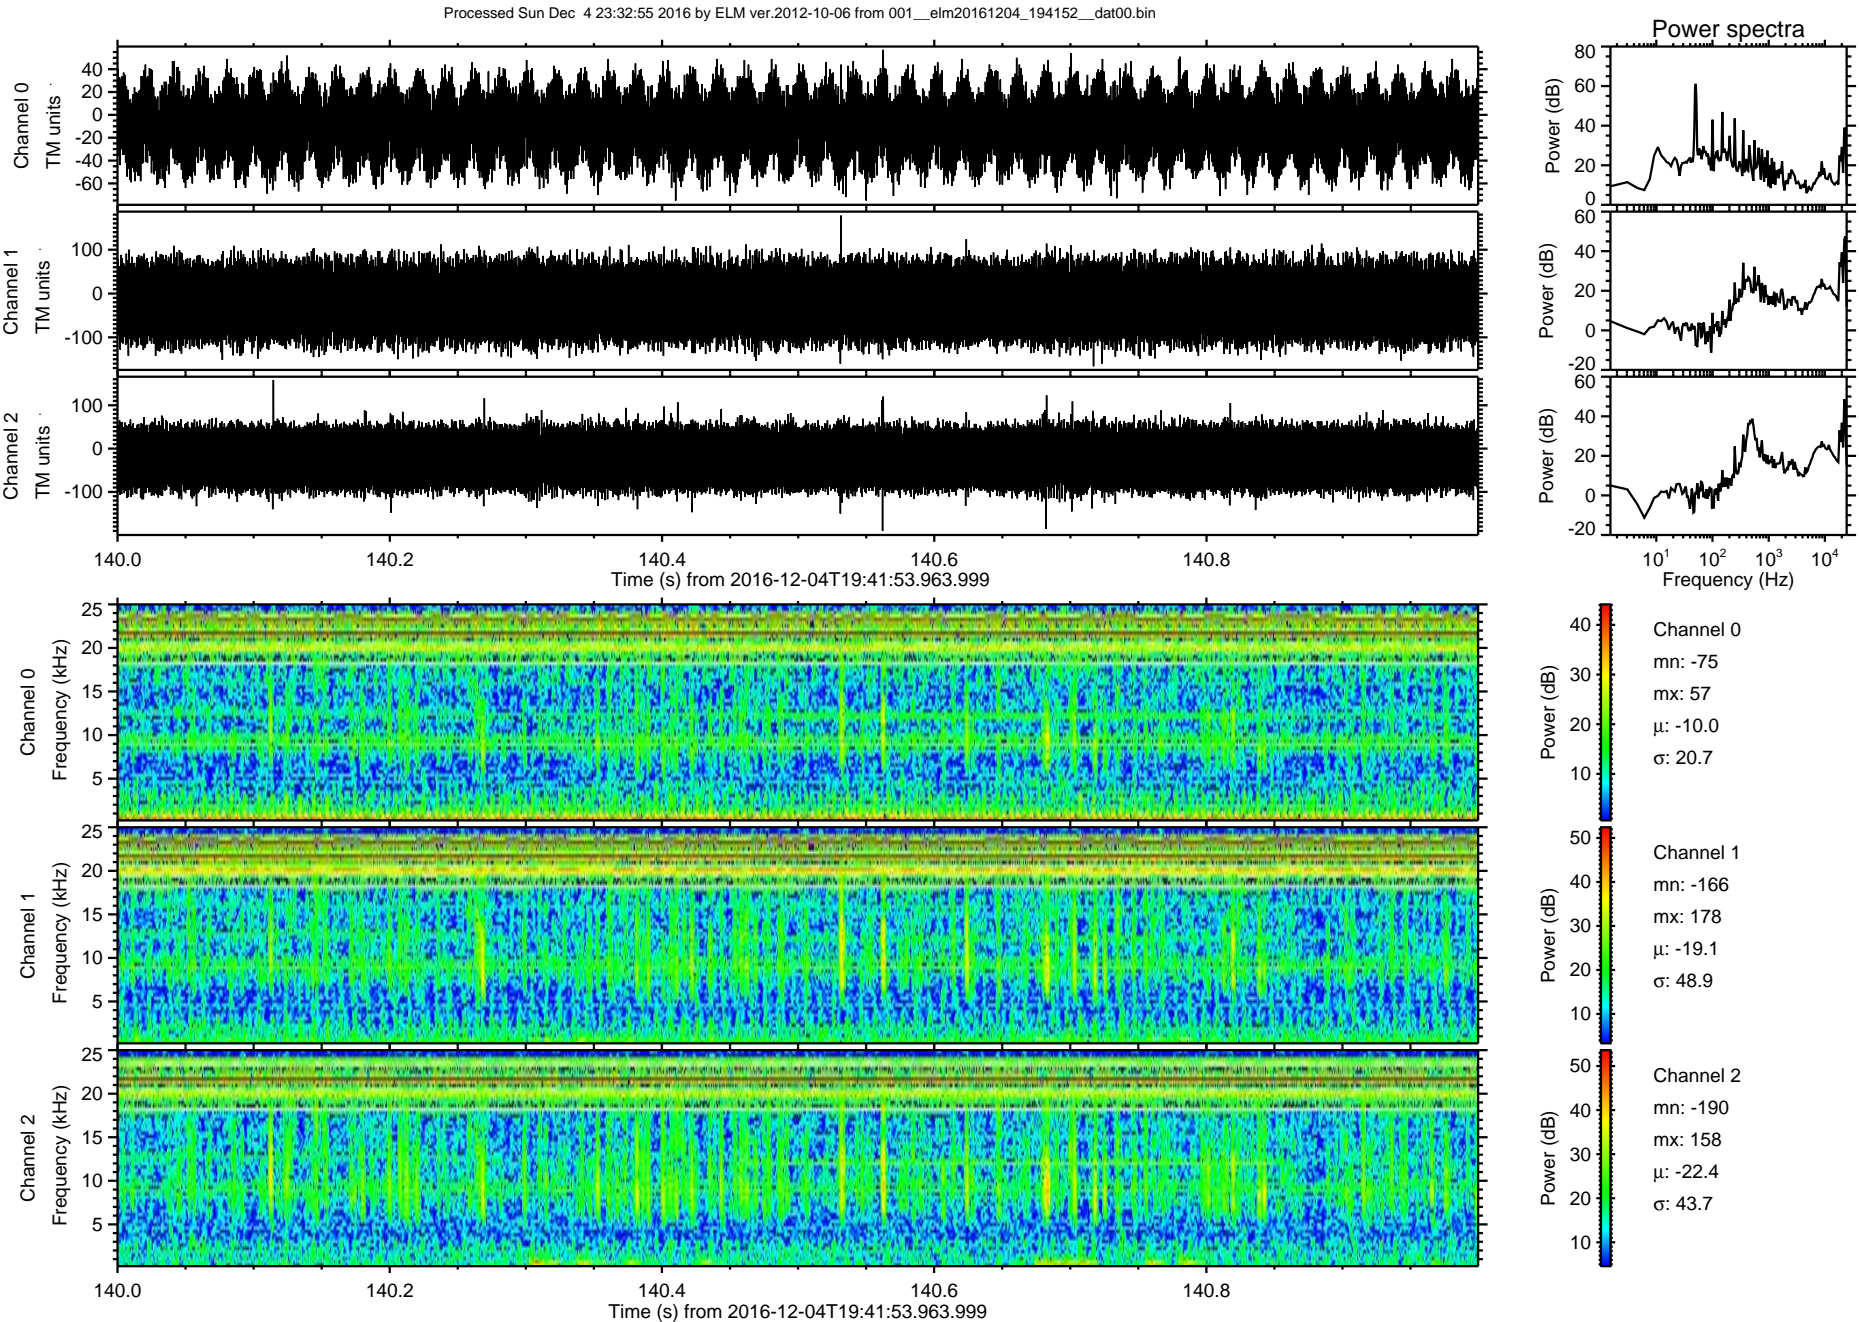 Processed Sun Dec 4 23:32:55 2016 by ELM ver.2012-10-06 from 001__elm20161204_194152__dat00.bin
Power spectra
Channel 0
TM units
40
20
0
-20
-40
-60
Power (dB)
80
60
40
20
0
Channel 1
TM units
100
0
-100
Power (dB)
60
40
20
0
-20
Channel 2
TM units
100
0
-100
Power (dB)
60
40
20
0
-20
140.0 140.2 140.4 140.6 140.8
Time (s) from 2016-12-04T19:41:53.963.999
10^1 10^2 10^3 10^4
Frequency (Hz)
Channel 0
Frequency (kHz)
25
20
15
10
5
Power (dB)
40
30
20
10
Channel 0
mn: -75
mx: 57
μ: -10.0
σ: 20.7
Channel 1
Frequency (kHz)
25
20
15
10
5
Power (dB)
50
40
30
20
10
Channel 1
mn: -166
mx: 178
μ: -19.1
σ: 48.9
Channel 2
Frequency (kHz)
25
20
15
10
5
Power (dB)
50
40
30
20
10
Channel 2
mn: -190
mx: 158
μ: -22.4
σ: 43.7
140.0 140.2 140.4 140.6 140.8
Time (s) from 2016-12-04T19:41:53.963.999